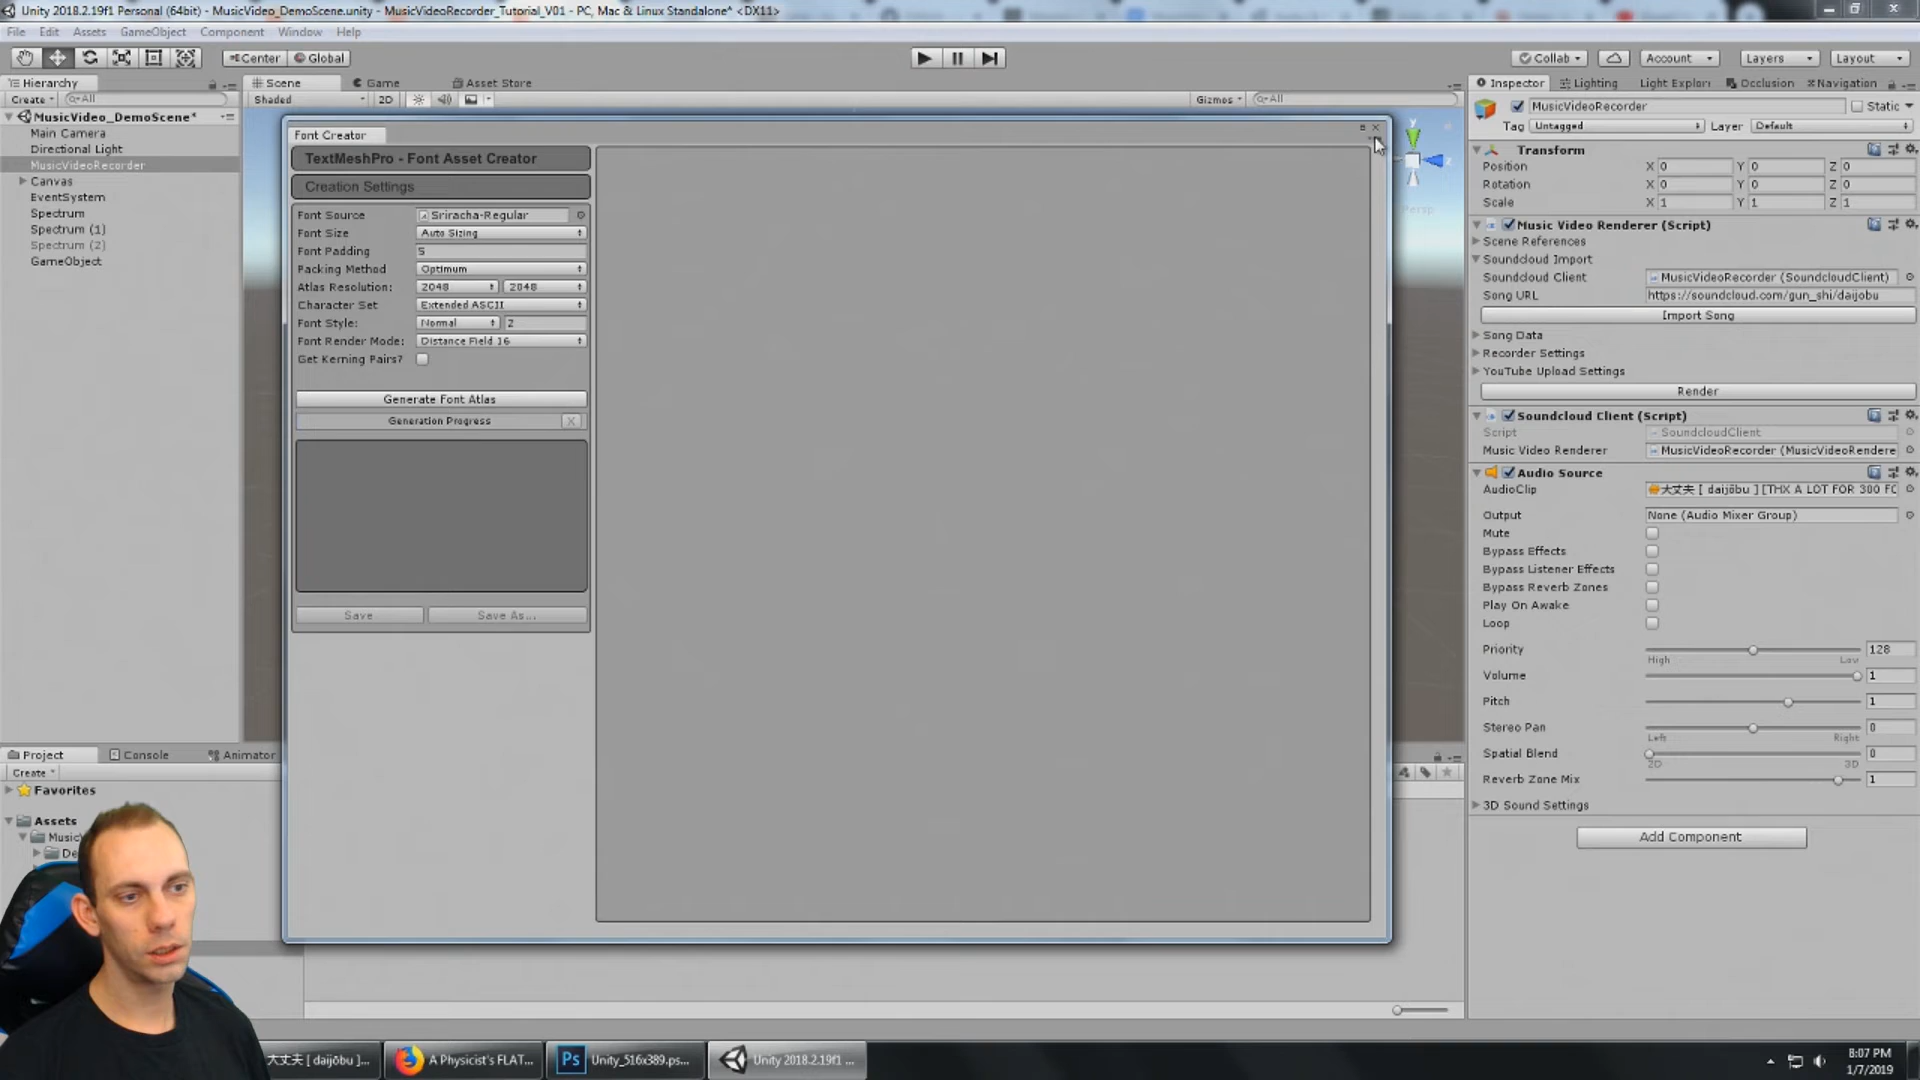 Unity 2018.2.19f1 Personal (64bit) - MusicVideo_DemoScene.unity - MusicVideoRecorder_Tutorial_V01 - PC, Mac & Linux Standalone* <DX11>
File Edit Assets GameObject Component Window Help
Center Global Collab Account Layers Layout
Hierarchy Scene Game Asset Store Inspector Lighting Light Explor Occlusion Navigation
Create All Shaded 2D Gizmos All MusicVideoRecorder Static
MusicVideo_DemoScene*
Tag Untagged Layer Default
Main Camera
Directional Light
MusicVideoRecorder
Canvas
EventSystem
Spectrum
Spectrum (1)
Spectrum (2)
GameObject
Font Creator
TextMeshPro - Font Asset Creator
Creation Settings
Font Source Sriracha-Regular
Font Size Auto Sizing
Font Padding 5
Packing Method Optimum
Atlas Resolution: 2048 2048
Character Set Extended ASCII
Font Style: Normal 2
Font Render Mode: Distance Field 16
Get Kerning Pairs?
Generate Font Atlas
Generation Progress X
Save Save As...
Persp
Transform
Position X 0 Y 0 Z 0
Rotation X 0 Y 0 Z 0
Scale X 1 Y 1 Z 1
Music Video Renderer (Script)
Scene References
Soundcloud Import
Soundcloud Client MusicVideoRecorder (SoundcloudClient)
Song URL https://soundcloud.com/gun_shi/daijobu
Import Song
Song Data
Recorder Settings
YouTube Upload Settings
Render
Soundcloud Client (Script)
Script SoundcloudClient
Music Video Renderer MusicVideoRecorder (MusicVideoRendere
Audio Source
AudioClip 大丈夫 [ daijōbu ] [THX A LOT FOR 300 FC
Output None (Audio Mixer Group)
Mute
Bypass Effects
Bypass Listener Effects
Bypass Reverb Zones
Play On Awake
Loop
Priority 128
High Low
Volume 1
Pitch 1
Stereo Pan 0
Left Right
Spatial Blend 0
2D 3D
Reverb Zone Mix 1
3D Sound Settings
Add Component
Project Console Animator
Create
Favorites
Assets
Music
De
大丈夫 [ daijōbu ]... A Physicist's FLAT... Unity_516x389.ps... Unity 2018.2.19f1 ...
8:07 PM
1/7/2019